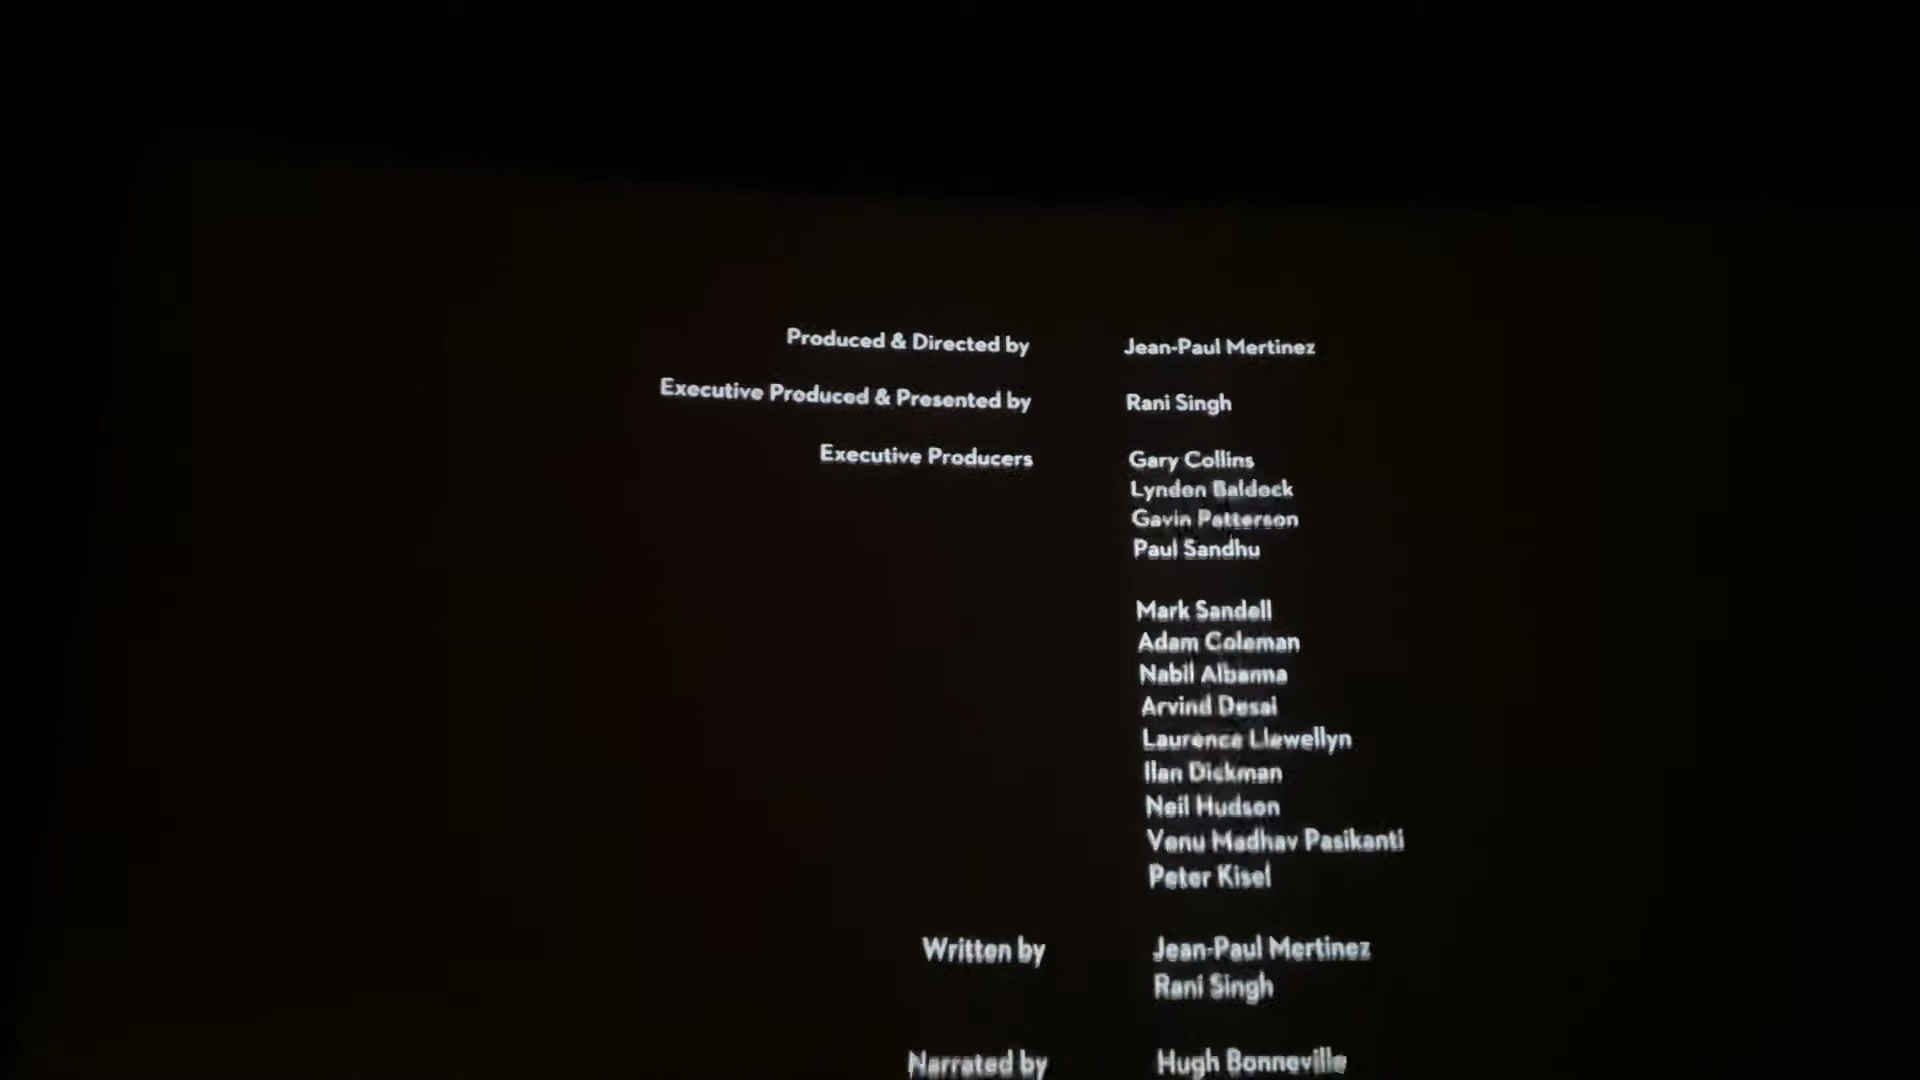 Produced & Directed by Jean-Paul Mertinez
Executive Produced & Presented by Rani Singh
Executive Producers Gary Collins
Lyndon Baldock
Gavin Patterson
Paul Sandhu
Mark Sandell
Adam Coleman
Nabil Albanna
Arvind Desai
Laurence Llewellyn
Ilan Dickman
Neil Hudson
Venu Madhav Pasikanti
Peter Kisel
Written by Jean-Paul Mertinez
Rani Singh
Narrated by Hugh Bonneville